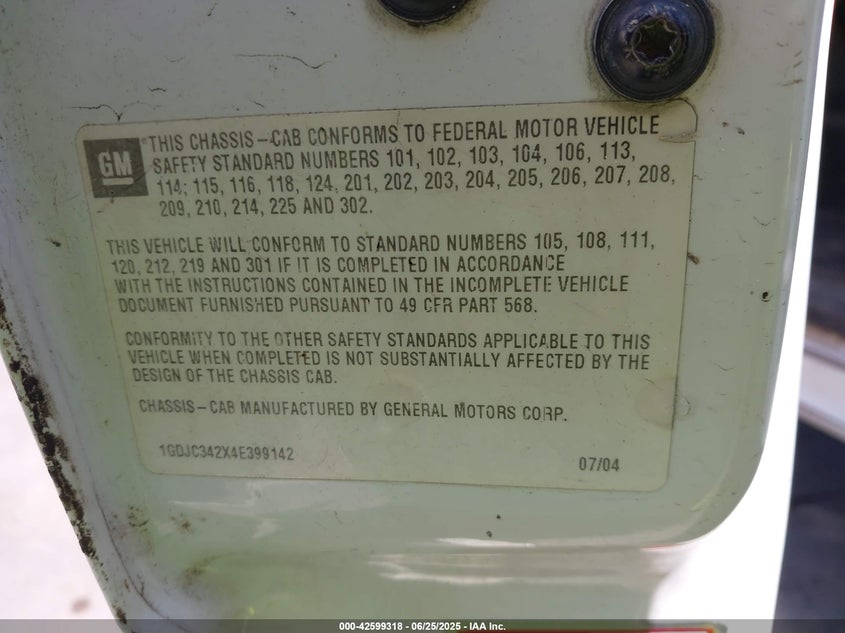 GM
®THIS CHASSIS-CAB CONFORMS TO FEDERAL MOTOR VEHICLE
SAFETY STANDARD NUMBERS 101, 102, 103, 104, 106, 113,
114, 115, 116, 118, 124, 201, 202, 203, 204, 205, 206, 207, 208,
209, 210, 214, 225 AND 302.
THIS VEHICLE WILL CONFORM TO STANDARD NUMBERS 105, 108, 111,
120, 212, 219 AND 301 IF IT IS COMPLETED IN ACCORDANCE
WITH THE INSTRUCTIONS CONTAINED IN THE INCOMPLETE VEHICLE
DOCUMENT FURNISHED PURSUANT TO 49 CFR PART 568.
CONFORMITY TO THE OTHER SAFETY STANDARDS APPLICABLE TO THIS
VEHICLE WHEN COMPLETED IS NOT SUBSTANTIALLY AFFECTED BY THE
DESIGN OF THE CHASSIS CAB.
CHASSIS-CAB MANUFACTURED BY GENERAL MOTORS CORP.
1GDJC342X4E399142
07/04
000-42599318 - 06/25/2025 - IAA Inc.